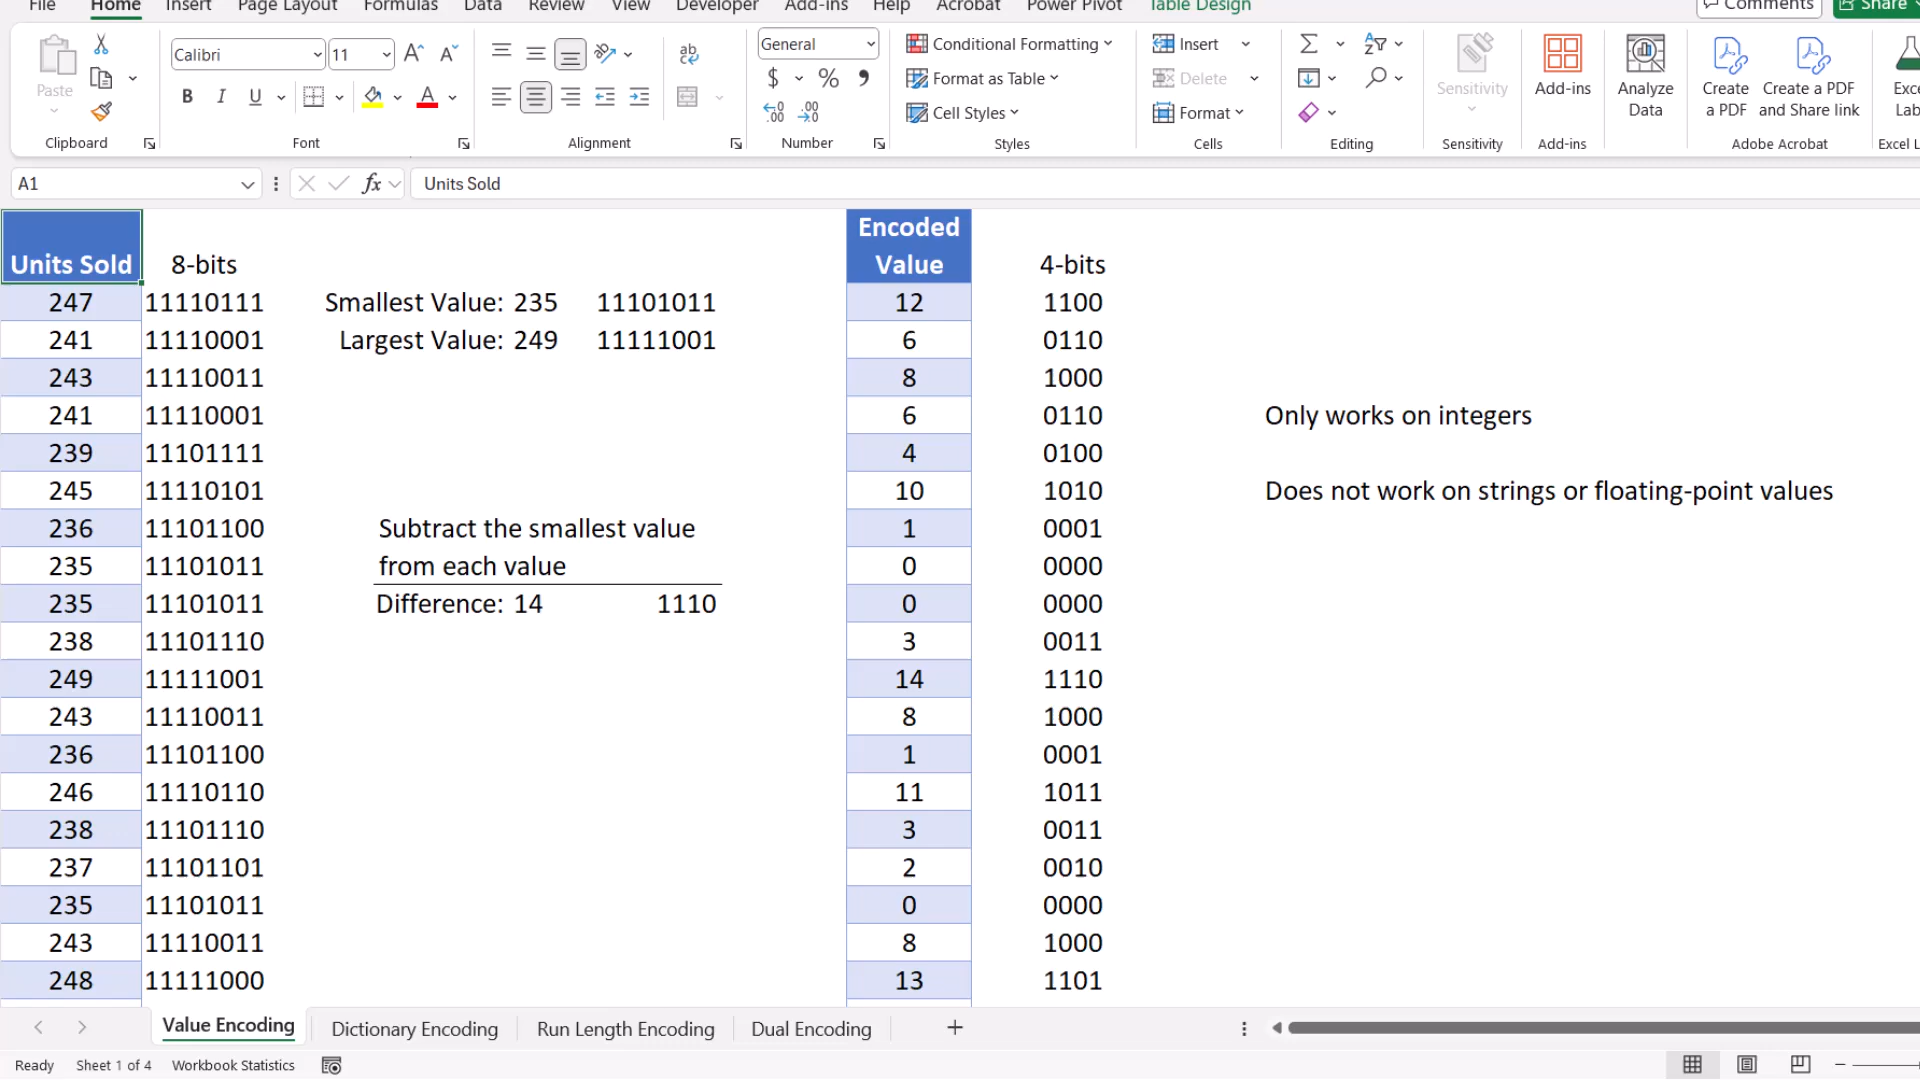 File Home Insert Page Layout Formulas Data Review View Developer Add-ins Help Acrobat Power Pivot Table Design Comments Share
Calibri 11 General Conditional Formatting Insert
Paste Format as Table Delete Sensitivity Add-ins Analyze Data Create a PDF Create a PDF and Share link
B I U $ % Cell Styles Format
Clipboard Font Alignment Number Styles Cells Editing Sensitivity Add-ins Adobe Acrobat
A1 fx Units Sold
Encoded
Units Sold 8-bits Value 4-bits
247 11110111 Smallest Value: 235 11101011 12 1100
241 11110001 Largest Value: 249 11111001 6 0110
243 11110011 8 1000
241 11110001 6 0110 Only works on integers
239 11101111 4 0100
245 11110101 10 1010 Does not work on strings or floating-point values
236 11101100 Subtract the smallest value 1 0001
235 11101011 from each value 0 0000
235 11101011 Difference: 14 1110 0 0000
238 11101110 3 0011
249 11111001 14 1110
243 11110011 8 1000
236 11101100 1 0001
246 11110110 11 1011
238 11101110 3 0011
237 11101101 2 0010
235 11101011 0 0000
243 11110011 8 1000
248 11111000 13 1101
Value Encoding Dictionary Encoding Run Length Encoding Dual Encoding
Ready Sheet 1 of 4 Workbook Statistics